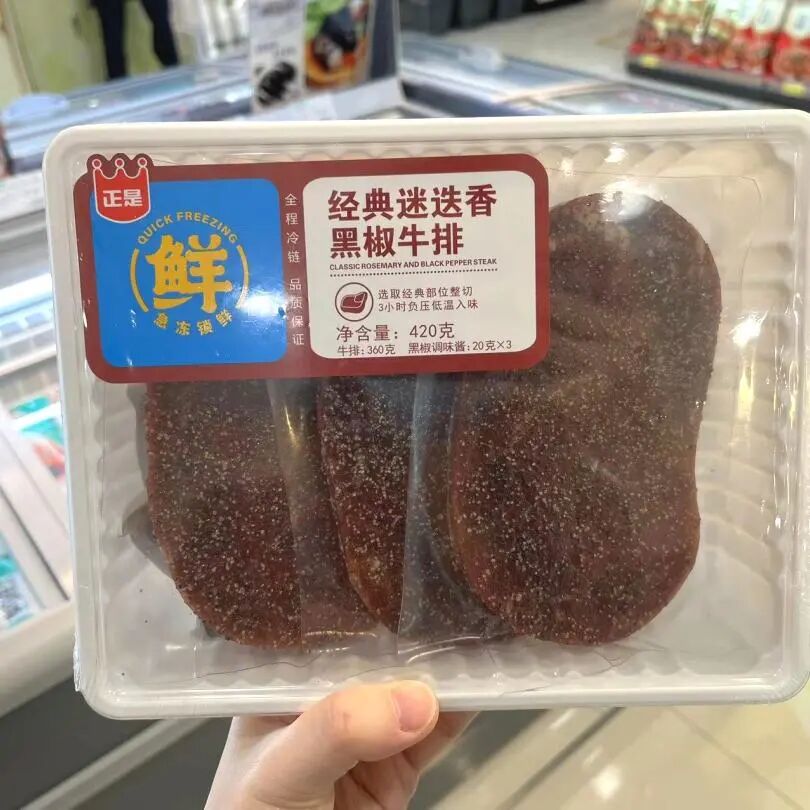 正是
QUICK FREEZING
鲜
急冻锁鲜
全程冷链 品质保证
经典迷迭香
黑椒牛排
CLASSIC ROSEMARY AND BLACK PEPPER STEAK
选取经典部位整切
3小时负压低温入味
净含量：420克
牛排：360克 黑椒调味酱：20克×3